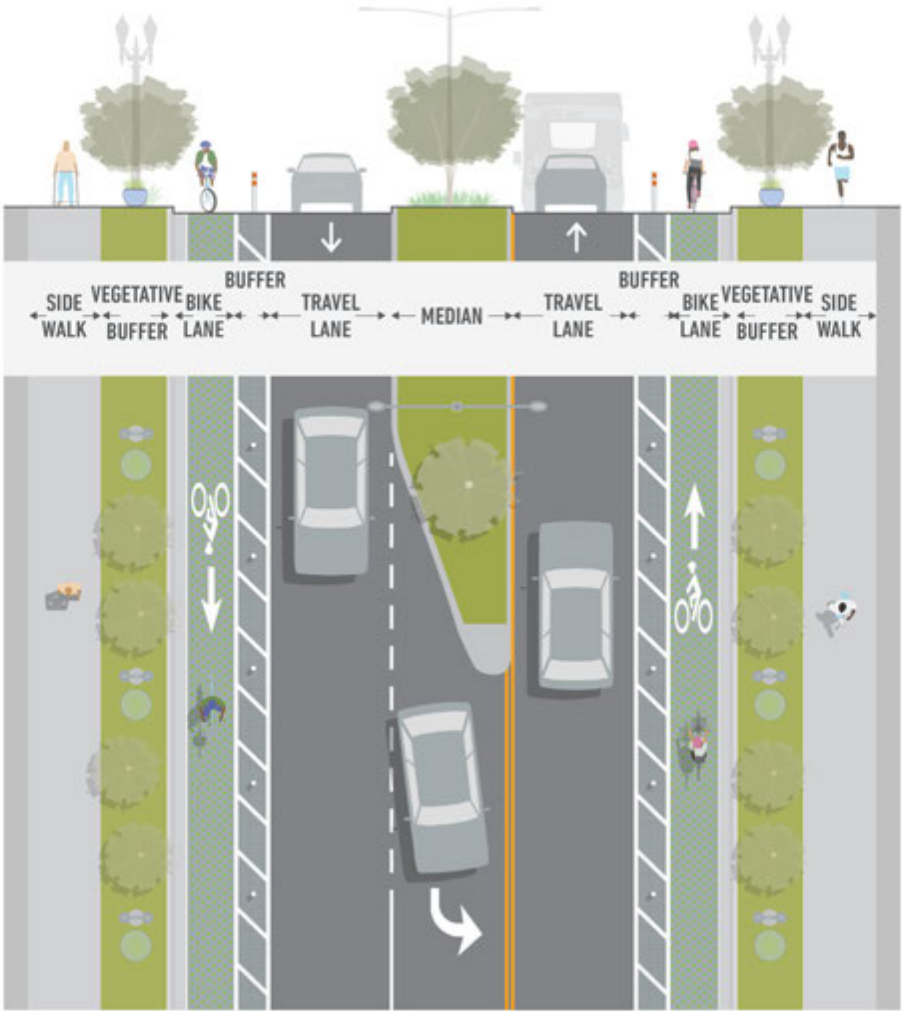 SIDE WALK
VEGETATIVE BUFFER
BIKE LANE
BUFFER
TRAVEL LANE
MEDIAN
TRAVEL LANE
BUFFER
BIKE LANE
VEGETATIVE BUFFER
SIDE WALK